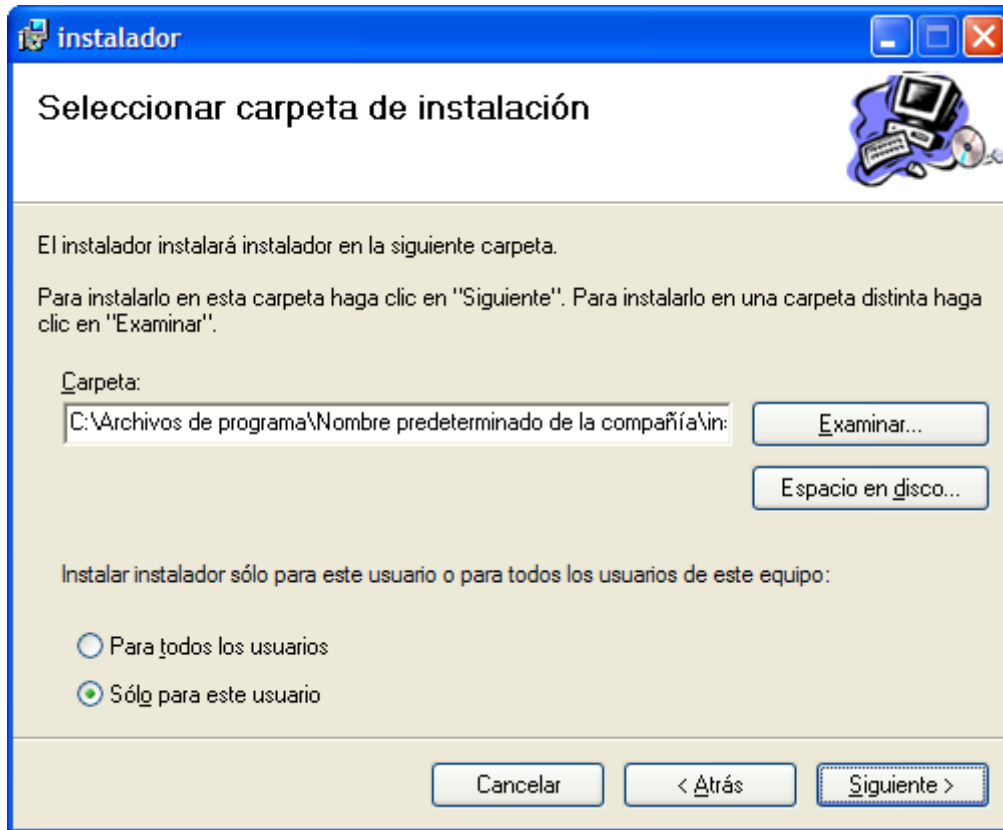 instalador
Seleccionar carpeta de instalación
El instalador instalará instalador en la siguiente carpeta.
Para instalarlo en esta carpeta haga clic en "Siguiente". Para instalarlo en una carpeta distinta haga
clic en "Examinar".
Carpeta:
C:\Archivos de programa\Nombre predeterminado de la compañía\in
Examinar...
Espacio en disco...
Instalar instalador sólo para este usuario o para todos los usuarios de este equipo:
Para todos los usuarios
Sólo para este usuario
Cancelar
< Atrás
Siguiente >